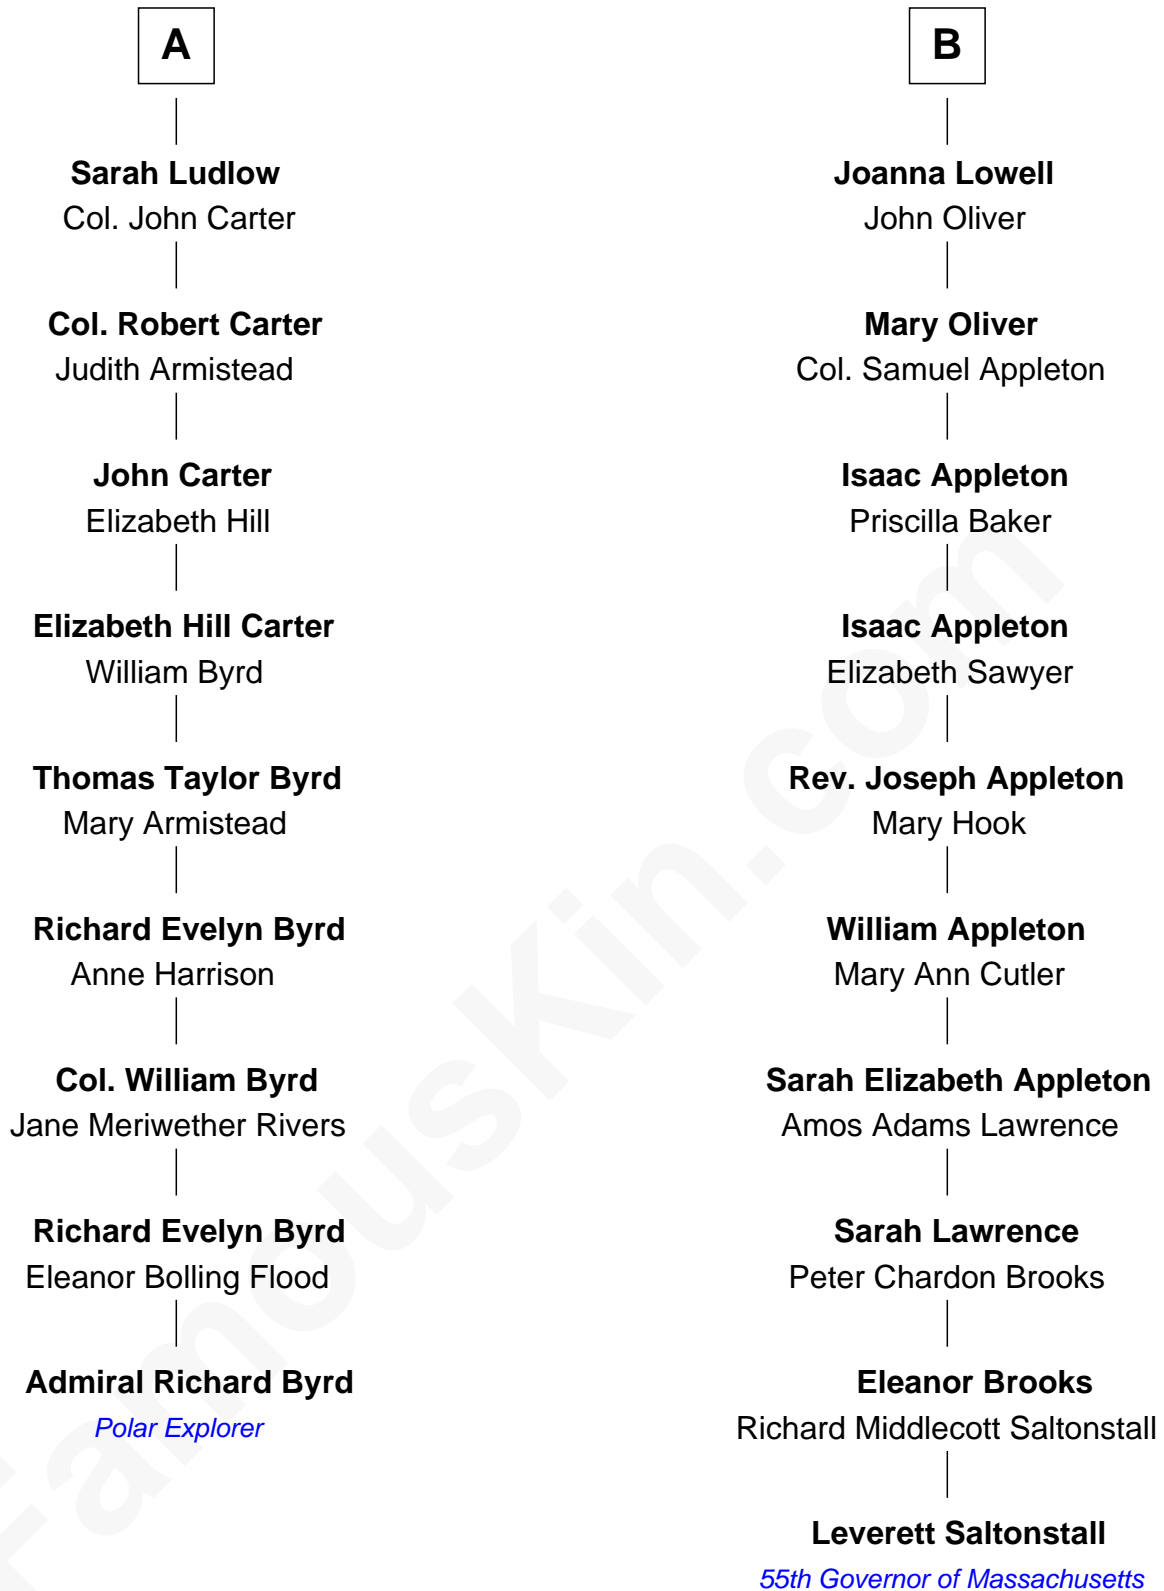 A
Sarah Ludlow
Col. John Carter
Col. Robert Carter
Judith Armistead
John Carter
Elizabeth Hill
Elizabeth Hill Carter
William Byrd
Thomas Taylor Byrd
Mary Armistead
Richard Evelyn Byrd
Anne Harrison
Col. William Byrd
Jane Meriwether Rivers
Richard Evelyn Byrd
Eleanor Bolling Flood
Admiral Richard Byrd
Polar Explorer
B
Joanna Lowell
John Oliver
Mary Oliver
Col. Samuel Appleton
Isaac Appleton
Priscilla Baker
Isaac Appleton
Elizabeth Sawyer
Rev. Joseph Appleton
Mary Hook
William Appleton
Mary Ann Cutler
Sarah Elizabeth Appleton
Amos Adams Lawrence
Sarah Lawrence
Peter Chardon Brooks
Eleanor Brooks
Richard Middlecott Saltonstall
Leverett Saltonstall
55th Governor of Massachusetts
FamousKin.com